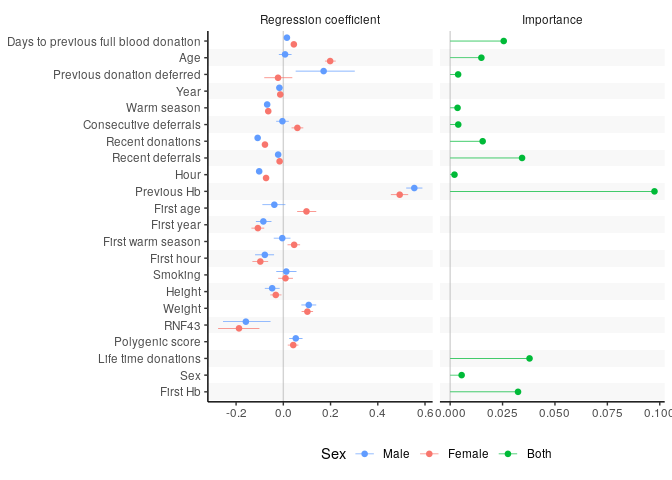 Regression coefficient
Importance
Days to previous full blood donation
Age
Previous donation deferred
Year
Warm season
Consecutive deferrals
Recent donations
Recent deferrals
Hour
Previous Hb
First age
First year
First warm season
First hour
Smoking
Height
Weight
RNF43
Polygenic score
Life time donations
Sex
First Hb
-0.2 0.0 0.2 0.4 0.6 0.000 0.025 0.050 0.075 0.100
Sex Male Female Both